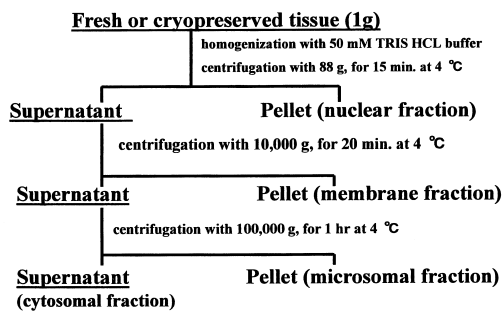 Fresh or cryopreserved tissue (1g)
homogenization with 50 mM TRIS HCL buffer
centrifugation with 88 g, for 15 min. at 4 ℃
Supernatant
Pellet (nuclear fraction)
centrifugation with 10,000 g, for 20 min. at 4 ℃
Supernatant
Pellet (membrane fraction)
centrifugation with 100,000 g, for 1 hr at 4 ℃
Supernatant
Pellet (microsomal fraction)
(cytosomal fraction)